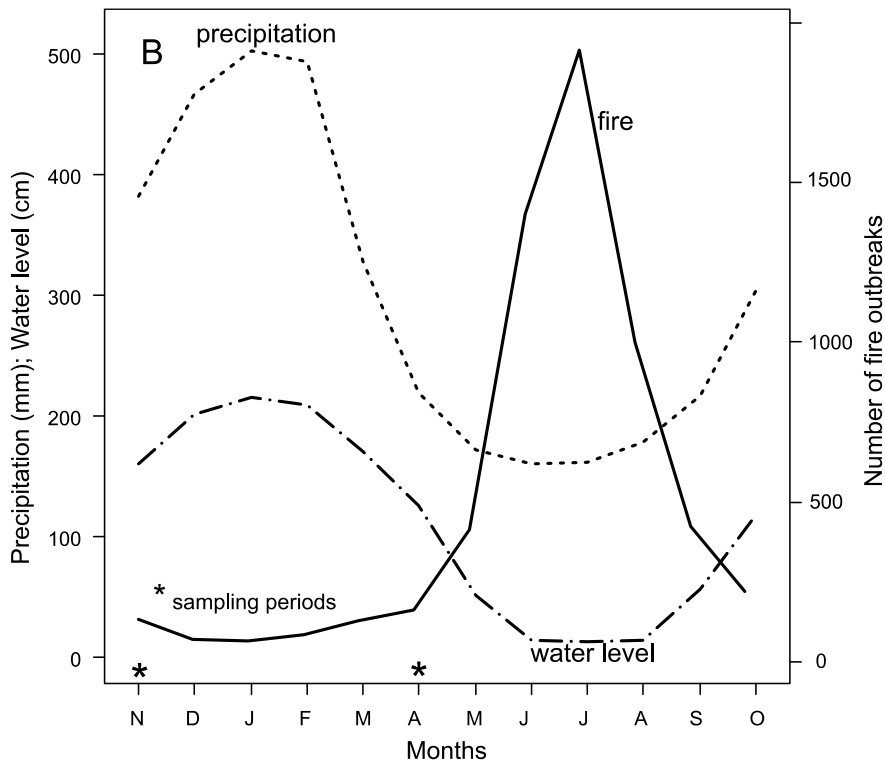 B
precipitation
fire
water level
* sampling periods
*
*
Precipitation (mm); Water level (cm)
500
400
300
200
100
0
Number of fire outbreaks
1500
1000
500
0
N D J F M A M J J A S O
Months